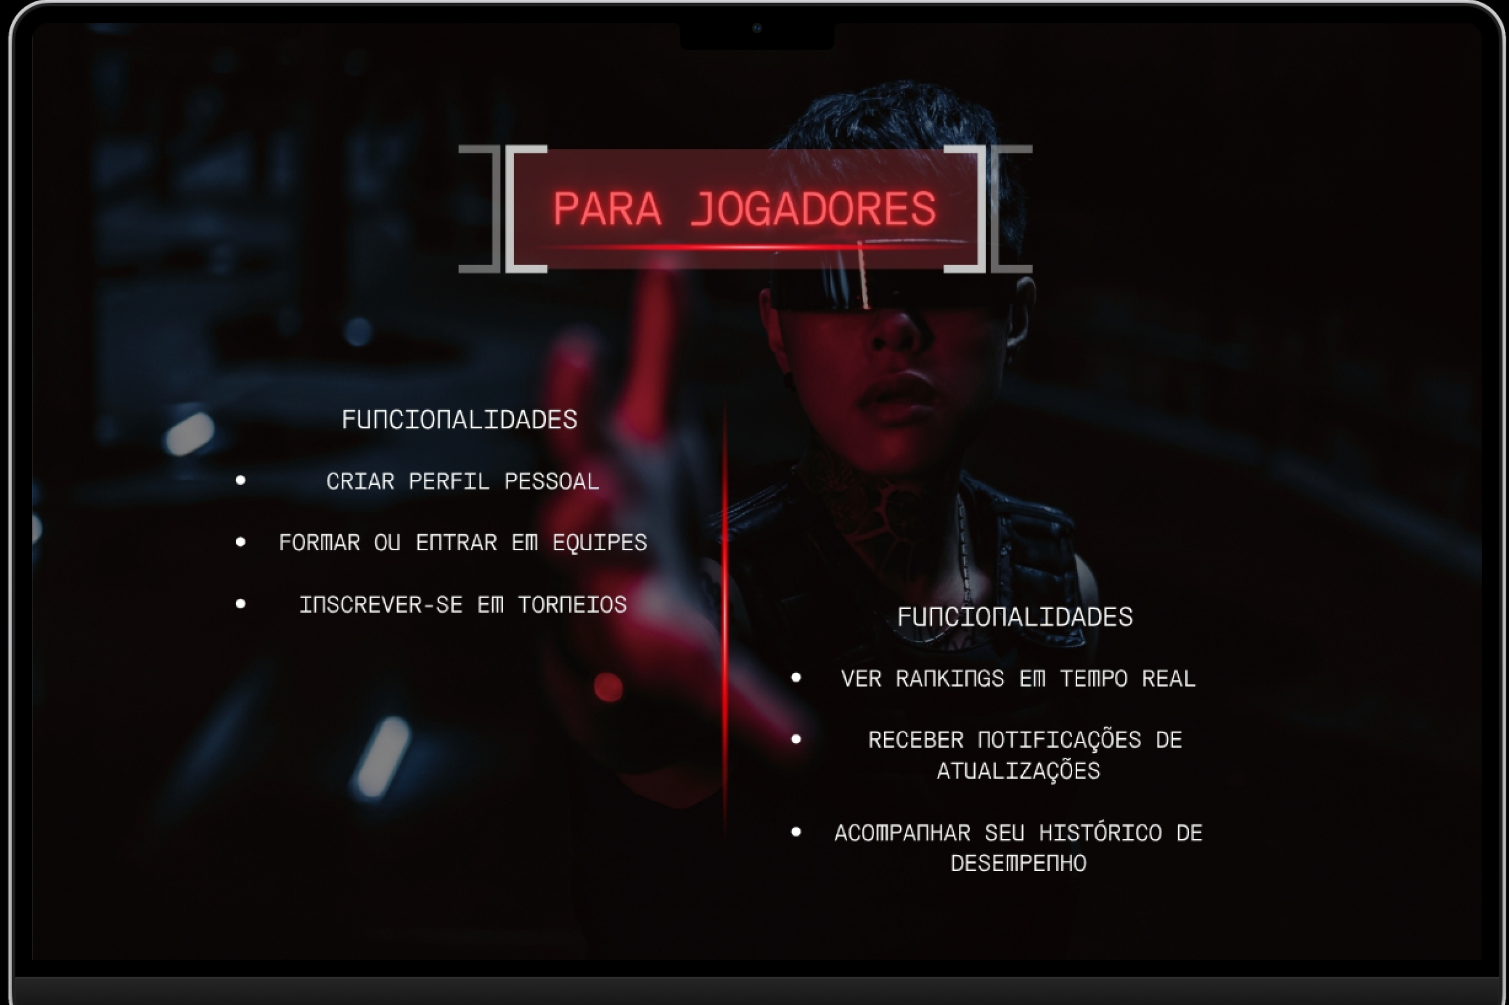 PARA JOGADORES
FUNCIONALIDADES
CRIAR PERFIL PESSOAL
FORMAR OU ENTRAR EM EQUIPES
INSCREVER-SE EM TORNEIOS
FUNCIONALIDADES
VER RANKINGS EM TEMPO REAL
RECEBER NOTIFICAÇÕES DE
ATUALIZAÇÕES
ACOMPANHAR SEU HISTÓRICO DE
DESEMPENHO